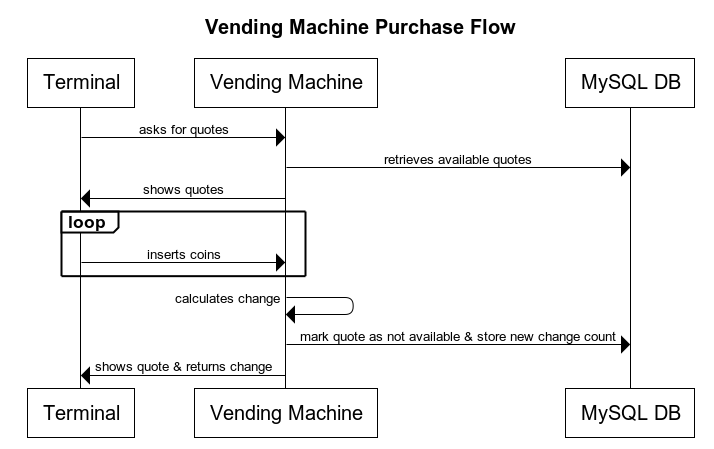 Vending Machine Purchase Flow
Terminal
Vending Machine
MySQL DB
asks for quotes
retrieves available quotes
shows quotes
loop
inserts coins
calculates change
mark quote as not available & store new change count
shows quote & returns change
Terminal
Vending Machine
MySQL DB